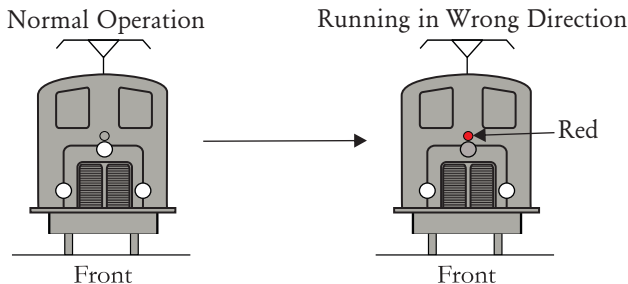 Normal Operation
Running in Wrong Direction
Red
Front
Front